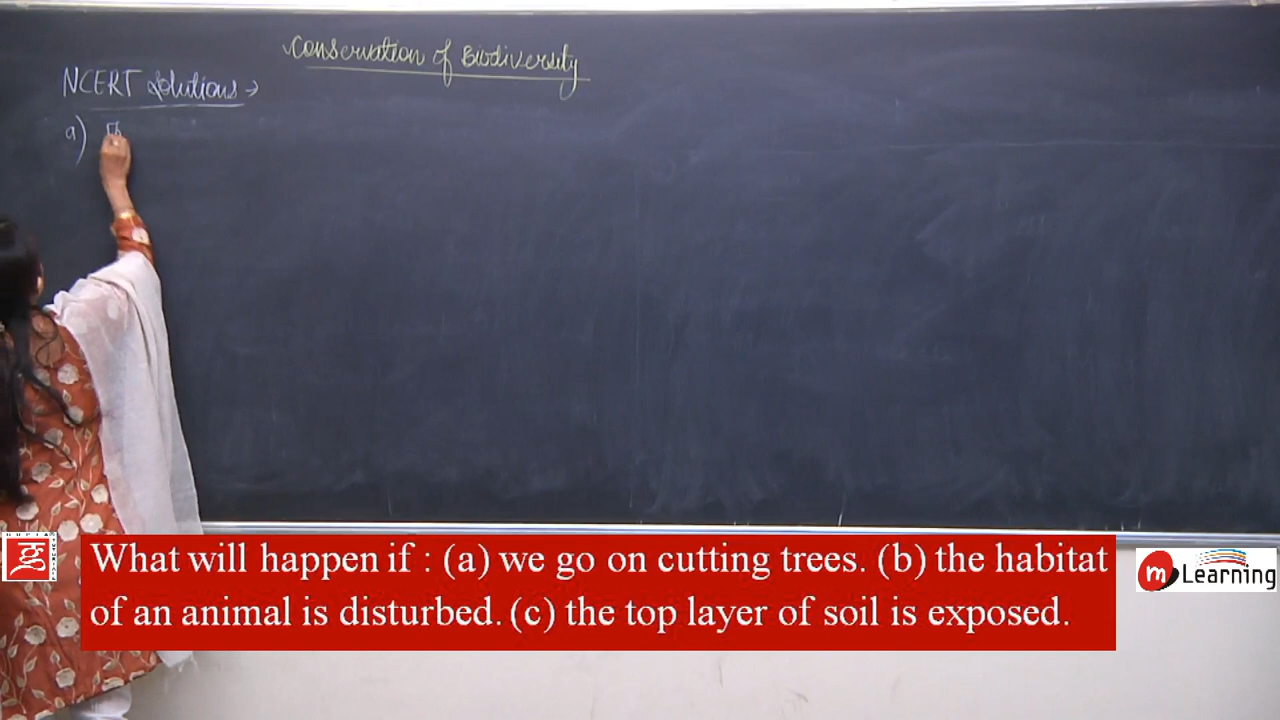 Conservation of Biodiversity
NCERT Solutions →
a)
What will happen if : (a) we go on cutting trees. (b) the habitat
of an animal is disturbed. (c) the top layer of soil is exposed.
m Learning